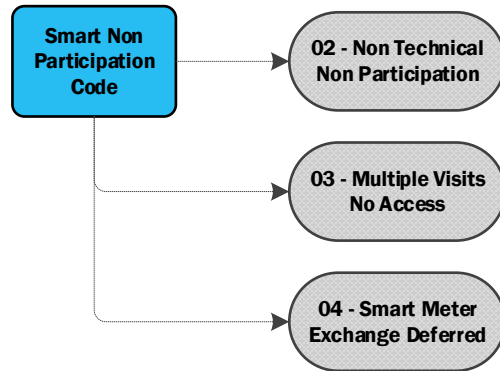 Smart Non
Participation
Code
02 - Non Technical
Non Participation
03 - Multiple Visits
No Access
04 - Smart Meter
Exchange Deferred